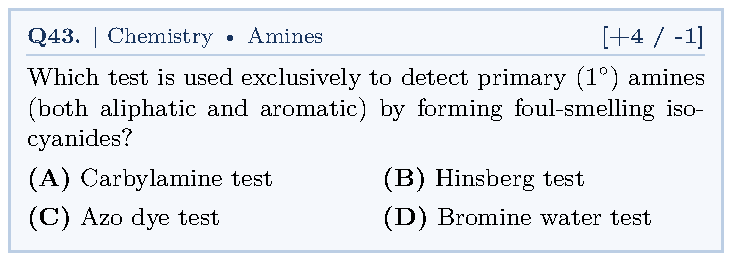 Q43. | Chemistry • Amines [+4 / -1]
Which test is used exclusively to detect primary (1°) amines
(both aliphatic and aromatic) by forming foul-smelling iso-
cyanides?
(A) Carbylamine test (B) Hinsberg test
(C) Azo dye test (D) Bromine water test